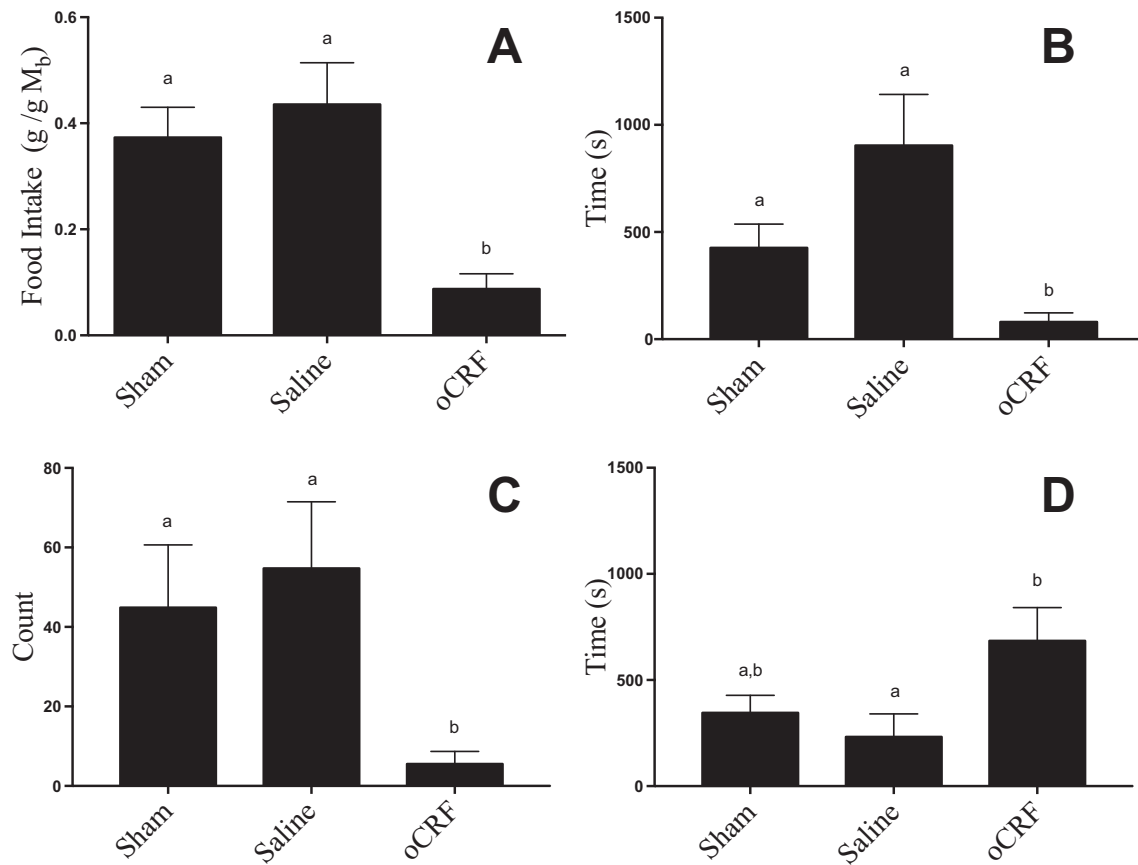 A
Food Intake (g /g Mb)
0.6
0.4
0.2
0.0
a
a
b
Sham
Saline
oCRF
B
Time (s)
1500
1000
500
0
a
a
b
Sham
Saline
oCRF
C
Count
80
60
40
20
0
a
a
b
Sham
Saline
oCRF
D
Time (s)
1500
1000
500
0
a,b
a
b
Sham
Saline
oCRF